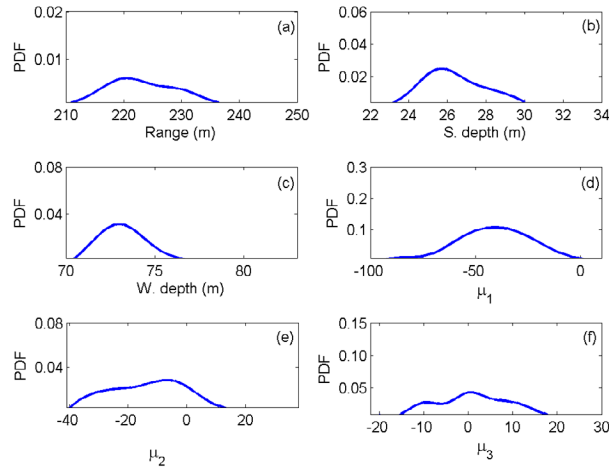 0.02
(a)
PDF
0.01
210 220 230 240 250
Range (m)
0.06
(b)
0.04
PDF
0.02
22 24 26 28 30 32 34
S. depth (m)
0.08
(c)
PDF
0.04
70 75 80
W. depth (m)
0.3
(d)
PDF
0.2
0.1
-100 -50 0
μ1
0.08
(e)
PDF
0.04
-40 -20 0 20
μ2
0.15
(f)
PDF
0.10
0.05
-20 -10 0 10 20 30
μ3